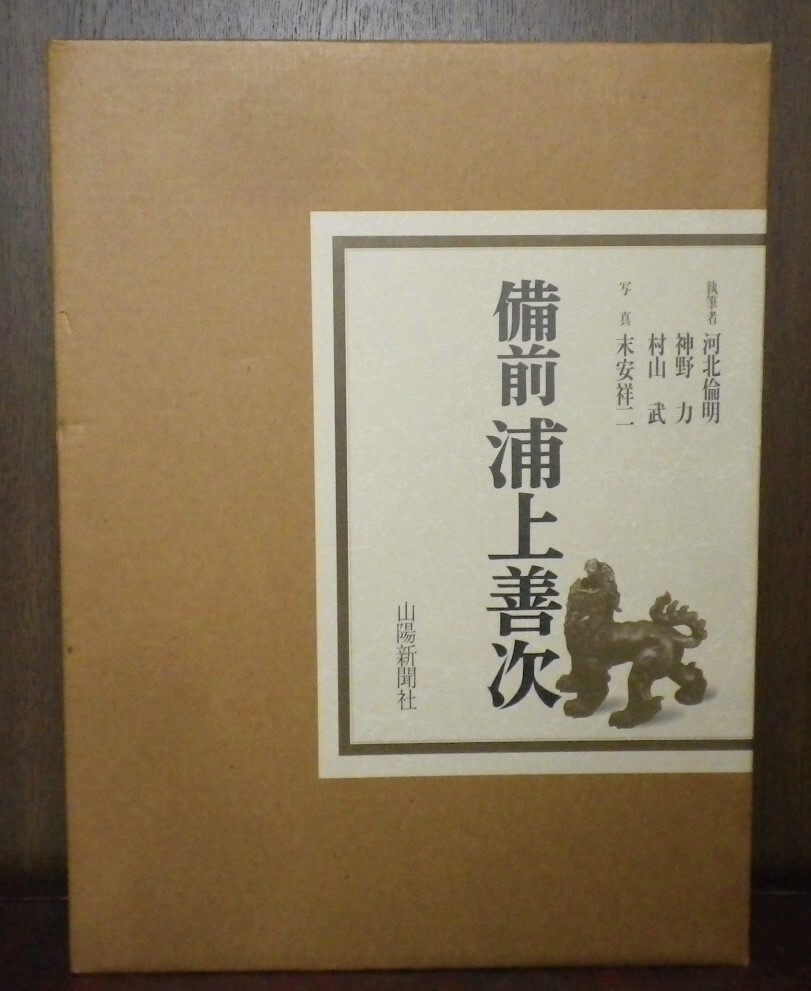 執筆者 河北倫明
神野 力
村山 武
写真 末安祥二
備前 浦上善次
山陽新聞社